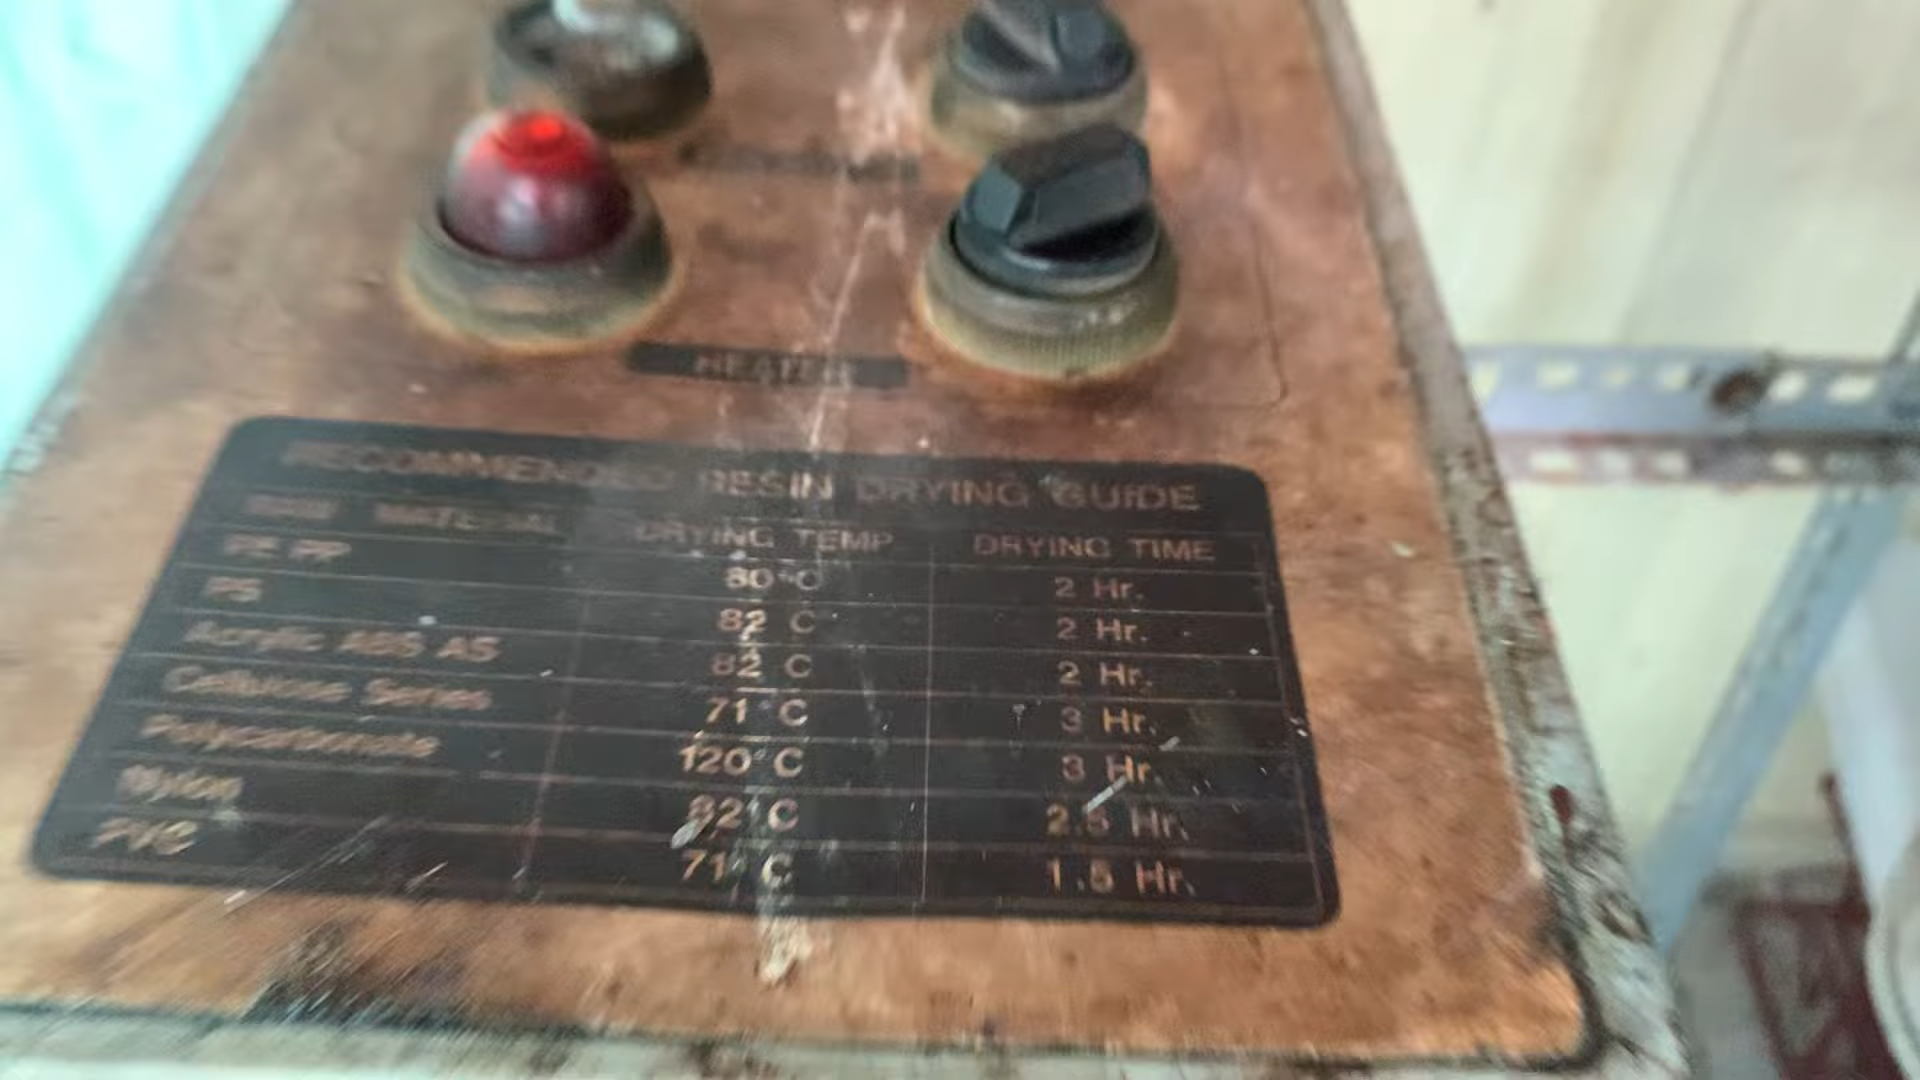 HEATER
RECOMMENDED RESIN DRYING GUIDE
RAW MATERIAL DRYING TEMP DRYING TIME
PE PP 80°C 2 Hr.
PS 82°C 2 Hr.
Acrylic ABS AS 82°C 2 Hr.
Cellulose Series 71°C 3 Hr.
Polycarbonate 120°C 3 Hr.
Nylon 82°C 2.5 Hr.
PVC 71°C 1.5 Hr.